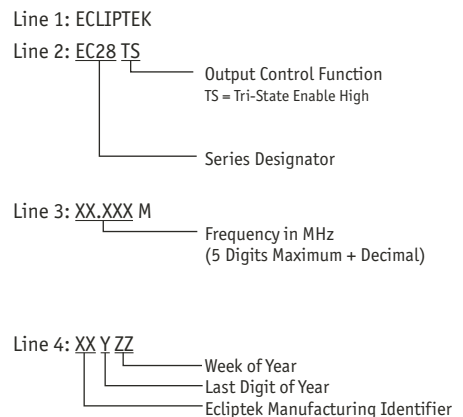 Line 1: ECLIPTEK
Line 2: EC28 TS
Output Control Function
TS = Tri-State Enable High
Series Designator
Line 3: XX.XXX M
Frequency in MHz
(5 Digits Maximum + Decimal)
Line 4: XX Y ZZ
Week of Year
Last Digit of Year
Ecliptek Manufacturing Identifier